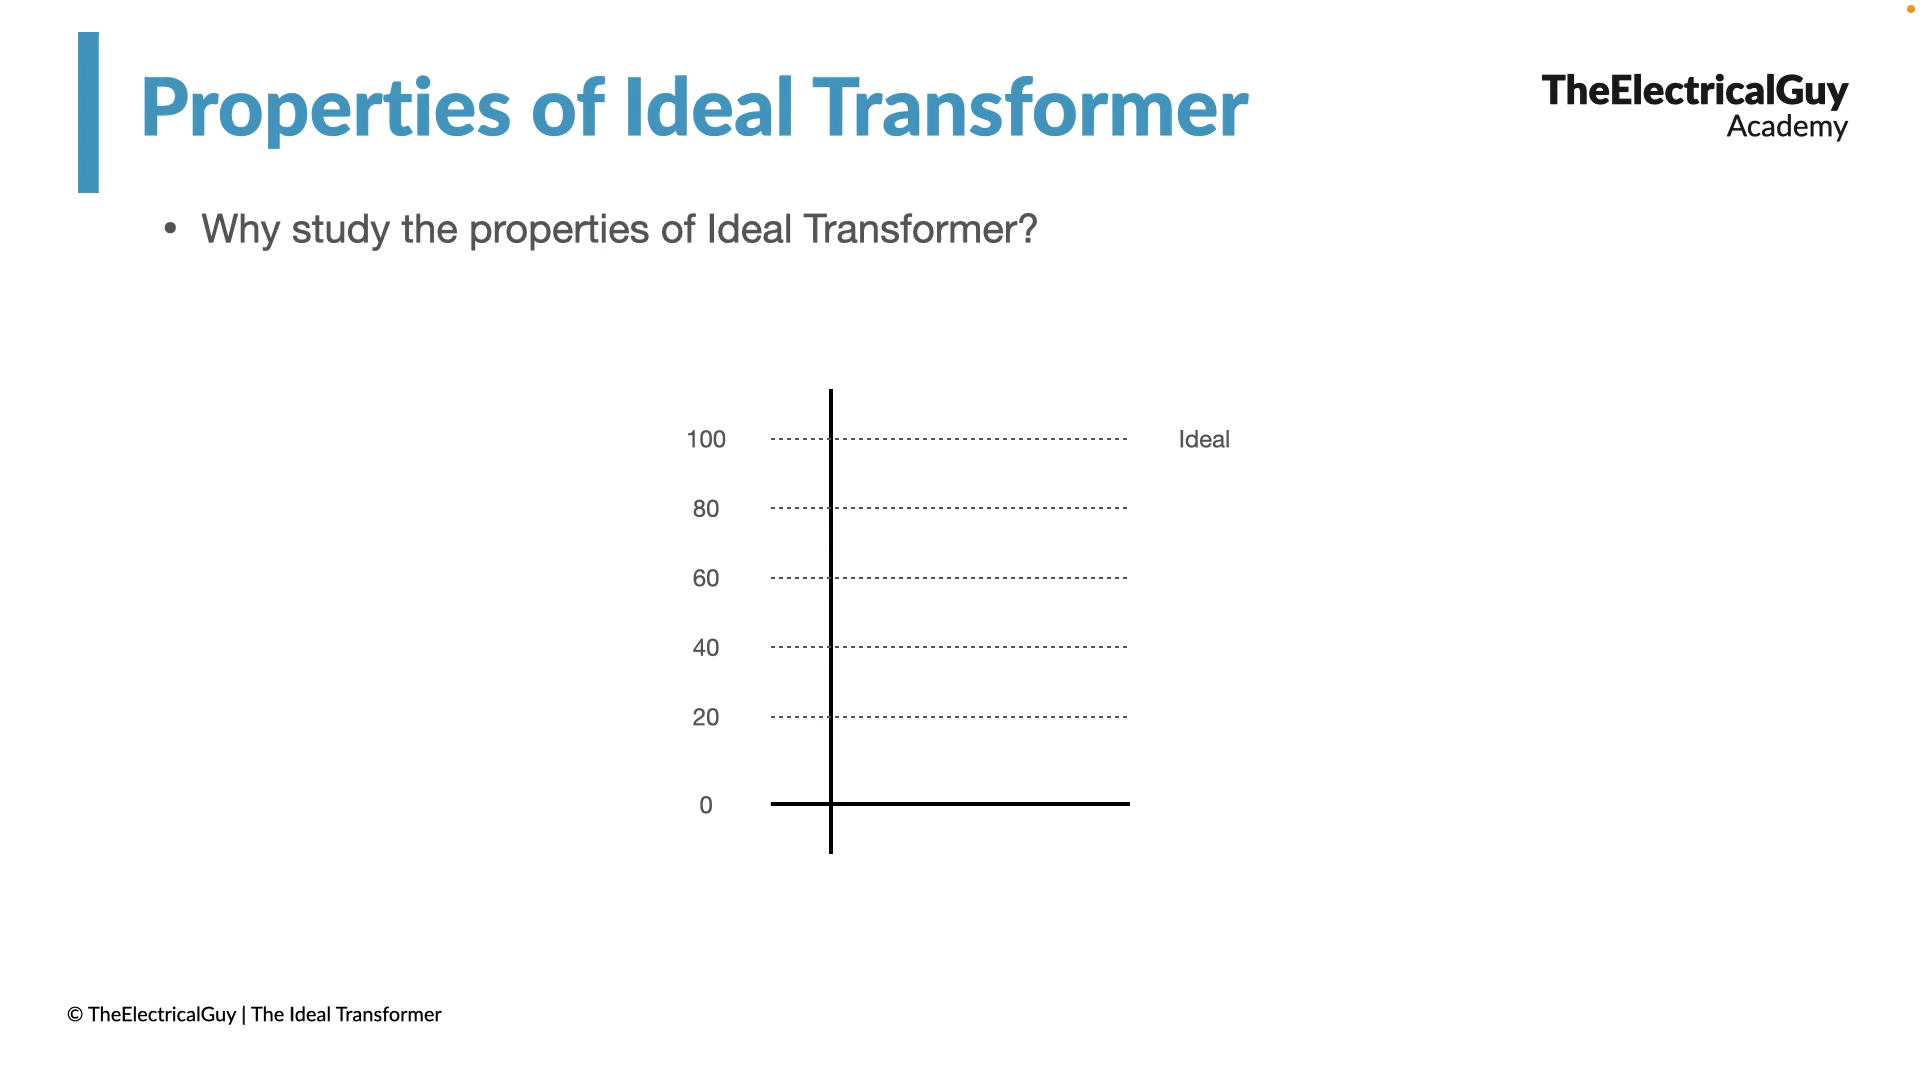 Properties of Ideal Transformer
TheElectricalGuy
Academy
• Why study the properties of Ideal Transformer?
100
Ideal
80
60
40
20
0
© TheElectricalGuy | The Ideal Transformer